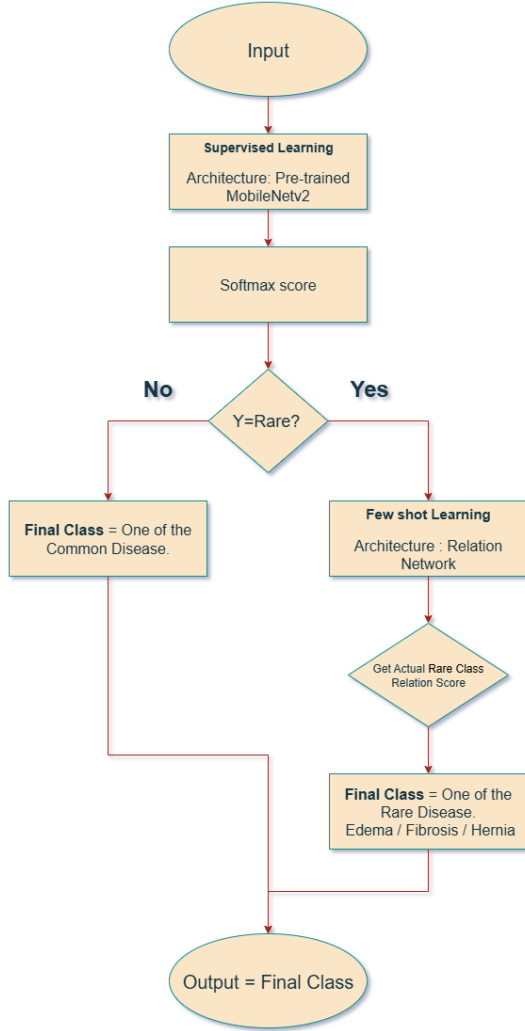 Input
Supervised Learning
Architecture: Pre-trained
MobileNetv2
Softmax score
No
Yes
Y=Rare?
Final Class = One of the
Common Disease.
Few shot Learning
Architecture : Relation
Network
Get Actual Rare Class
Relation Score
Final Class = One of the
Rare Disease.
Edema / Fibrosis / Hernia
Output = Final Class